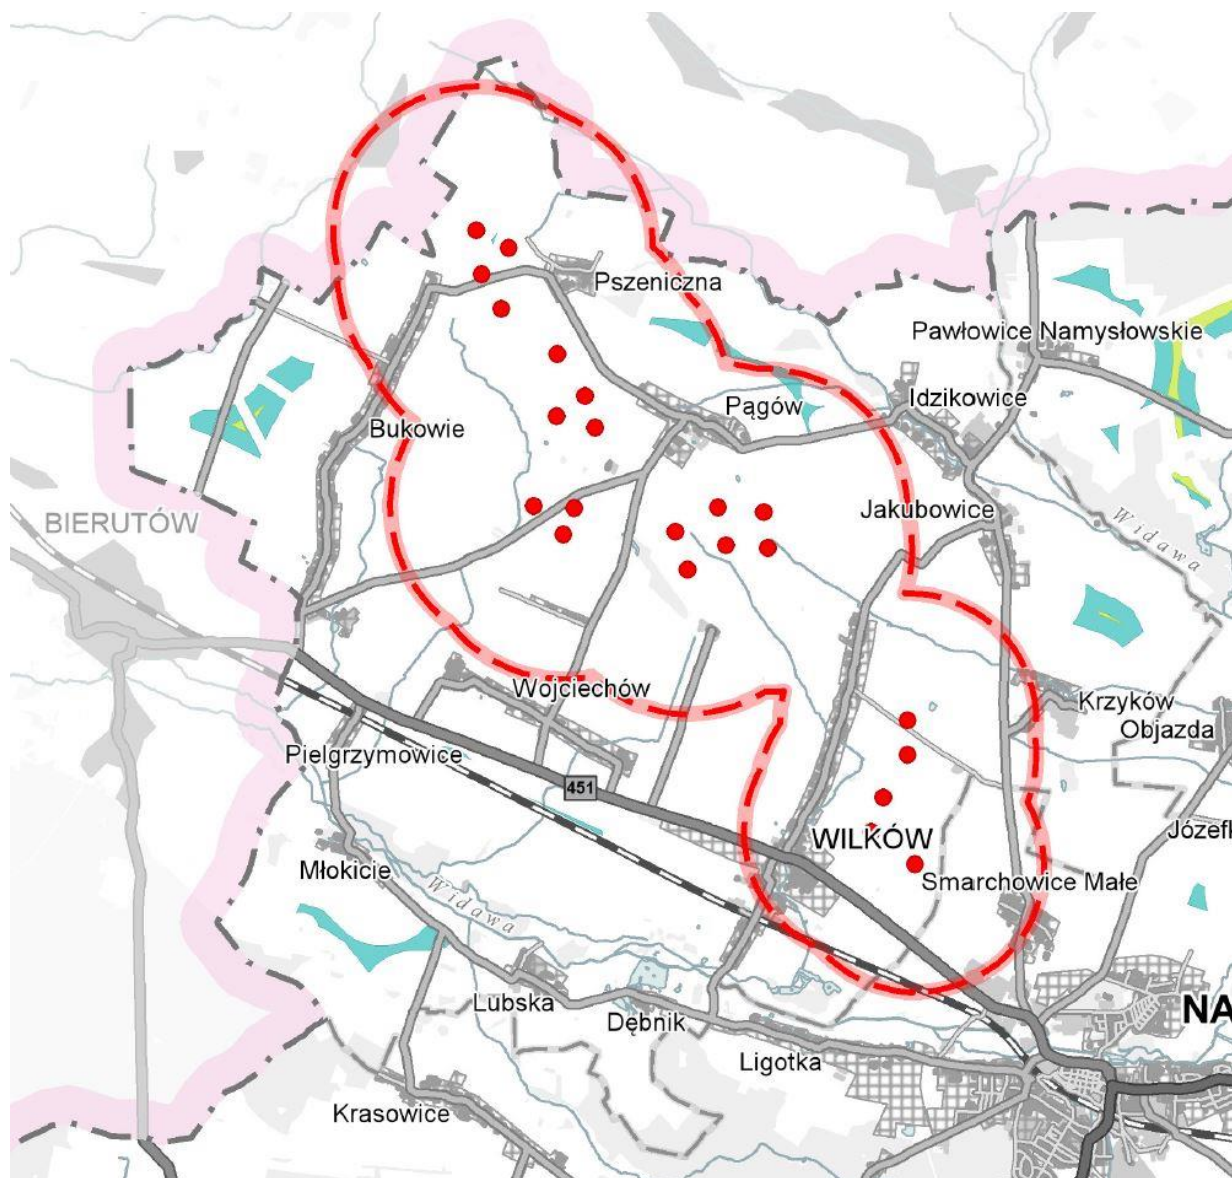 Pszeniczna
Pawłowice Namysłowskie
Idzikowice
Pągów
Bukowie
Jakubowice
BIERUTÓW
Widawa
Wojciechów
Krzyków
Objazda
Pielgrzymowice
451
WILKÓW
Młokicie
Smarchowice Małe
Widawa
Lubska
Dębnik
NA
Ligotka
Krasowice